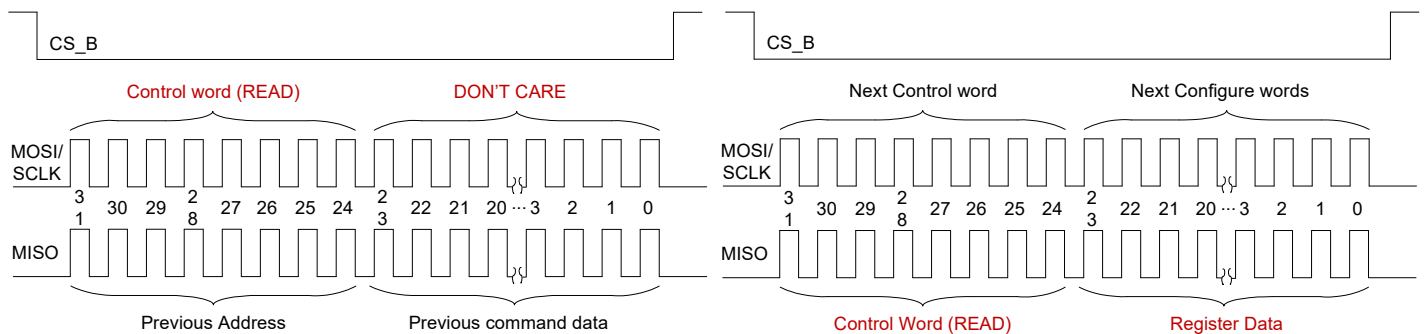 CS_B CS_B
Control word (READ) DON'T CARE Next Control word Next Configure words
MOSI/ MOSI/
SCLK SCLK
31 30 29 28 27 26 25 24 23 22 21 20 ... 3 2 1 0 31 30 29 28 27 26 25 24 23 22 21 20 ... 3 2 1 0
MISO MISO
Previous Address Previous command data Control Word (READ) Register Data